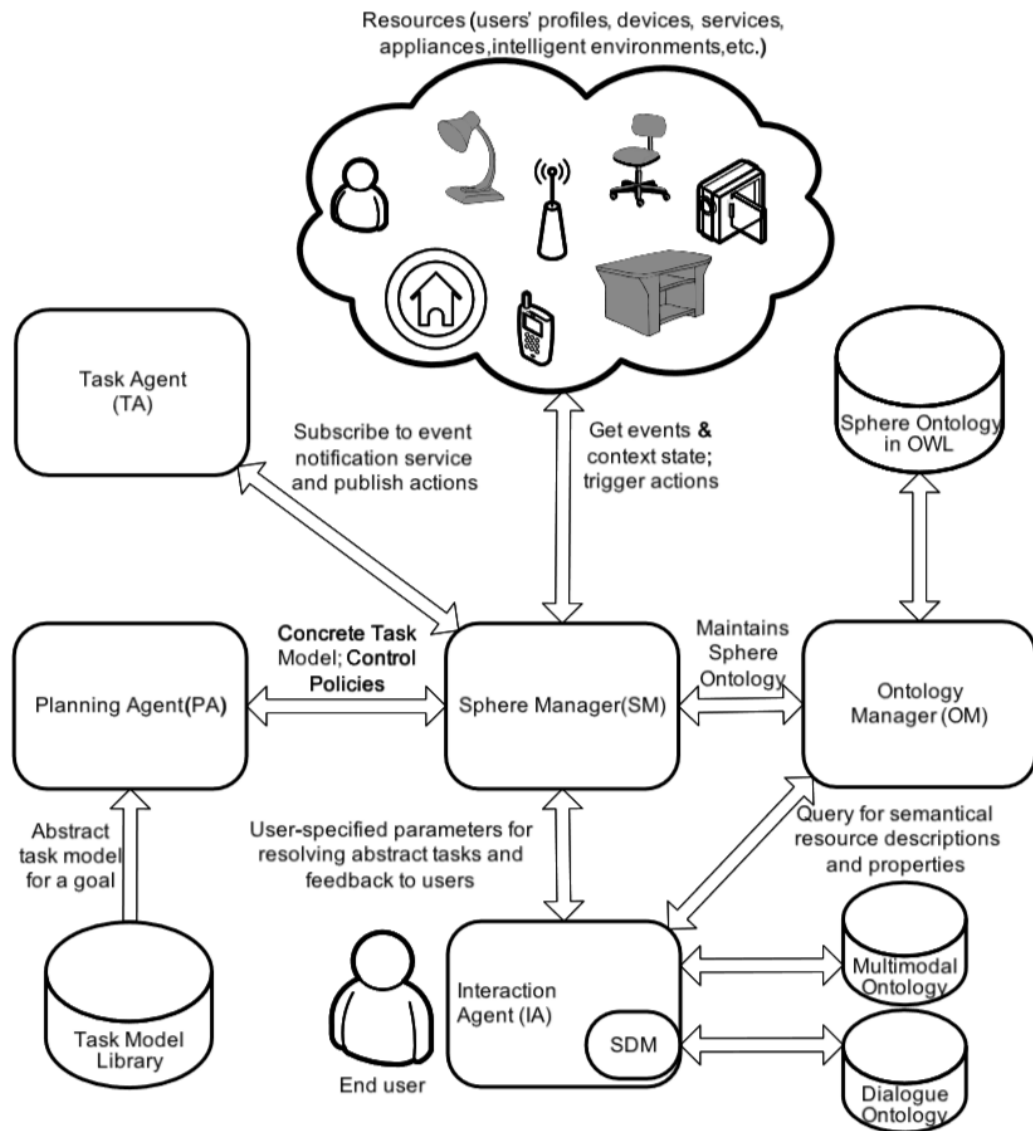 Resources (users' profiles, devices, services,
appliances,intelligent environments,etc.)
Task Agent
(TA)
Subscribe to event
notification service
and publish actions
Get events &
context state;
trigger actions
Sphere Ontology
in OWL
Planning Agent(PA)
Concrete Task
Model; Control
Policies
Sphere Manager(SM)
Maintains
Sphere
Ontology
Ontology
Manager (OM)
Abstract
task model
for a goal
User-specified parameters for
resolving abstract tasks and
feedback to users
Query for semantical
resource descriptions
and properties
Task Model
Library
End user
Interaction
Agent (IA)
SDM
Multimodal
Ontology
Dialogue
Ontology